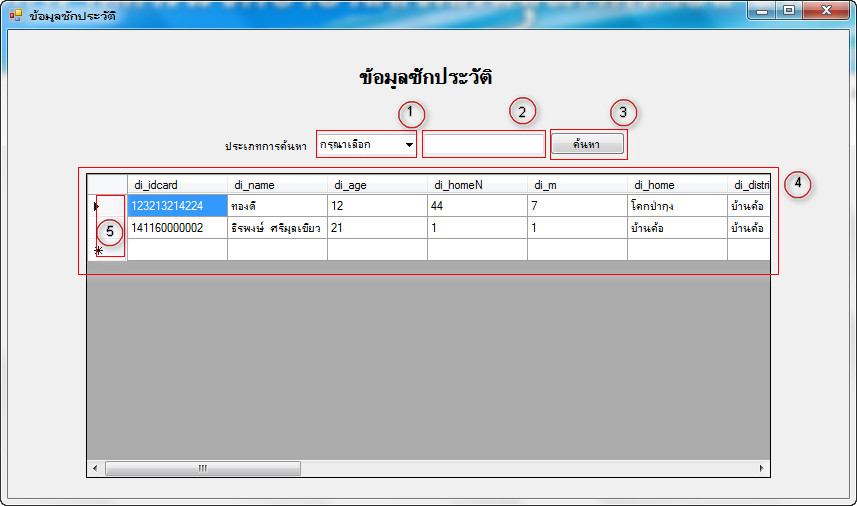 ข้อมูลซักประวัติ
ข้อมูลซักประวัติ
1 2 3
ประเภทการค้นหา กรุณาเลือก ค้นหา
4
di_idcard di_name di_age di_homeN di_m di_home di_distri
123213214224 ทองดี 12 44 7 โคกป่ากุง บ้านค้อ
5
141160000002 ธีรพงษ์ ศรีมุลเขียว 21 1 1 บ้านค้อ บ้านค้อ